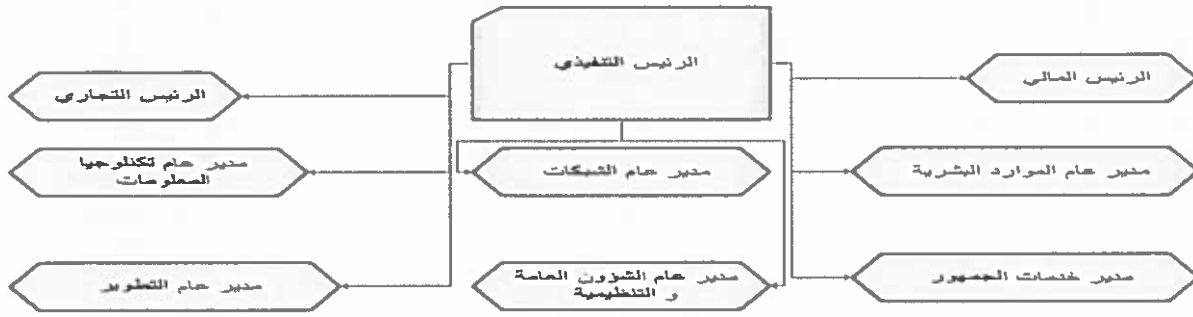 الرئيس التنفيذي
الرئيس المالي
الرئيس التجاري
مدير عام الموارد البشرية
مدير عام الشبكات
مدير عام تكنلوجيا
المعلومات
مدير خدمات الجمهور
مدير عام الشؤون العامة
و التنظيمية
مدير عام التطوير